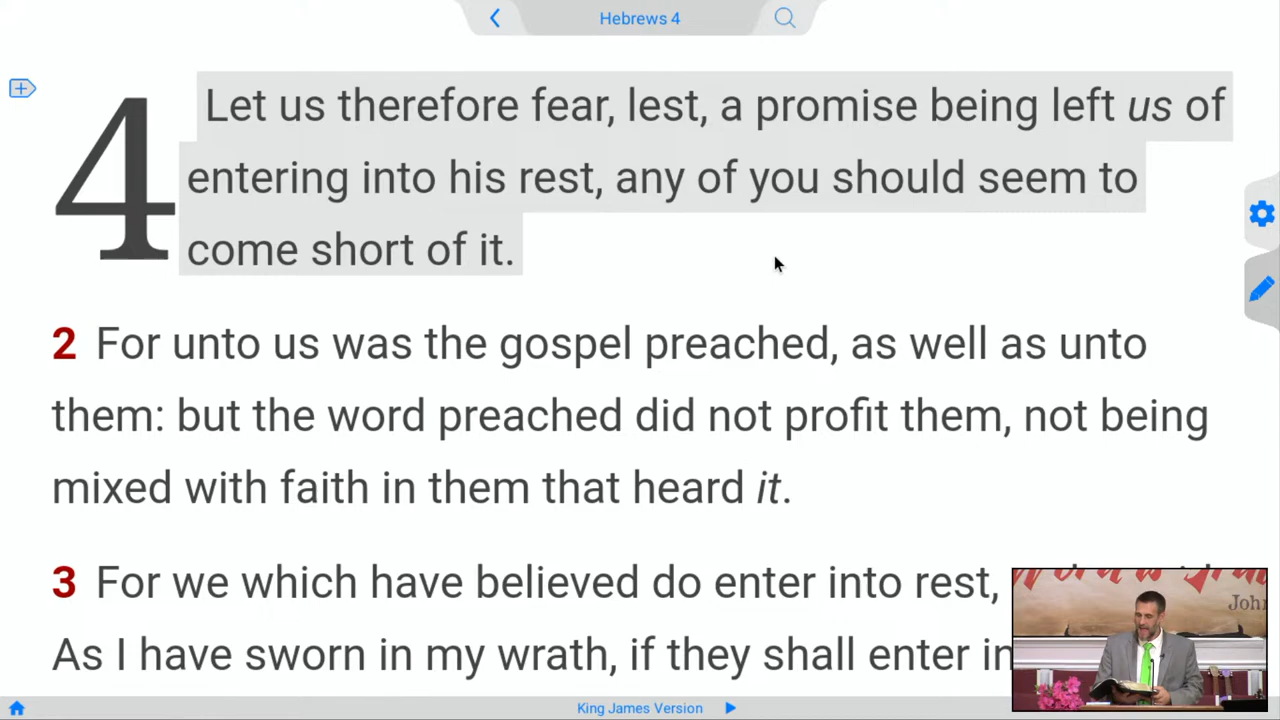 Hebrews 4
4 Let us therefore fear, lest, a promise being left us of
entering into his rest, any of you should seem to
come short of it.
2 For unto us was the gospel preached, as well as unto
them: but the word preached did not profit them, not being
mixed with faith in them that heard it.
3 For we which have believed do enter into rest,
As I have sworn in my wrath, if they shall enter in
John
King James Version